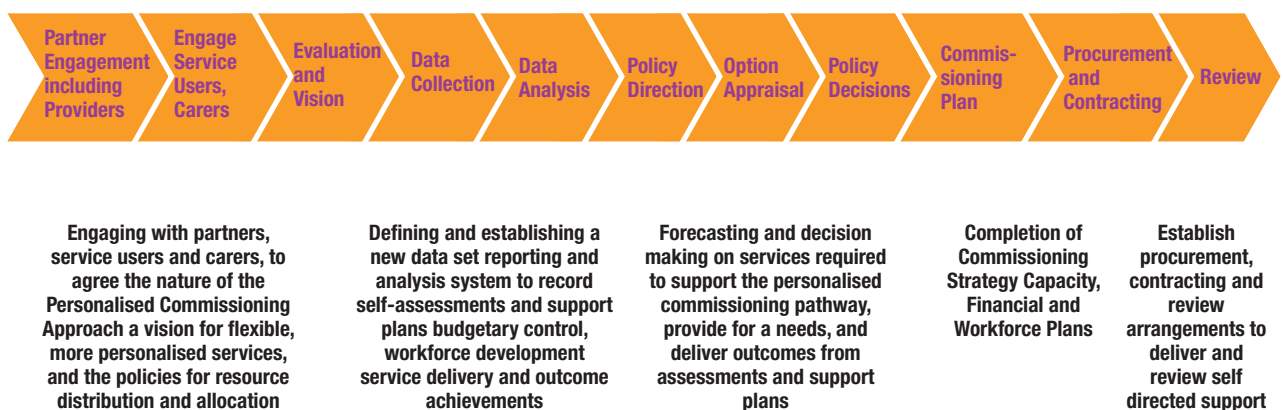 Partner
Engagement
including
Providers
Engage
Service
Users,
Carers
Evaluation
and
Vision
Data
Collection
Data
Analysis
Policy
Direction
Option
Appraisal
Policy
Decisions
Commis-
sioning
Plan
Procurement
and
Contracting
Review
Engaging with partners,
service users and carers, to
agree the nature of the
Personalised Commissioning
Approach a vision for flexible,
more personalised services,
and the policies for resource
distribution and allocation
Defining and establishing a
new data set reporting and
analysis system to record
self-assessments and support
plans budgetary control,
workforce development
service delivery and outcome
achievements
Forecasting and decision
making on services required
to support the personalised
commissioning pathway,
provide for a needs, and
deliver outcomes from
assessments and support
plans
Completion of
Commissioning
Strategy Capacity,
Financial and
Workforce Plans
Establish
procurement,
contracting and
review
arrangements to
deliver and
review self
directed support